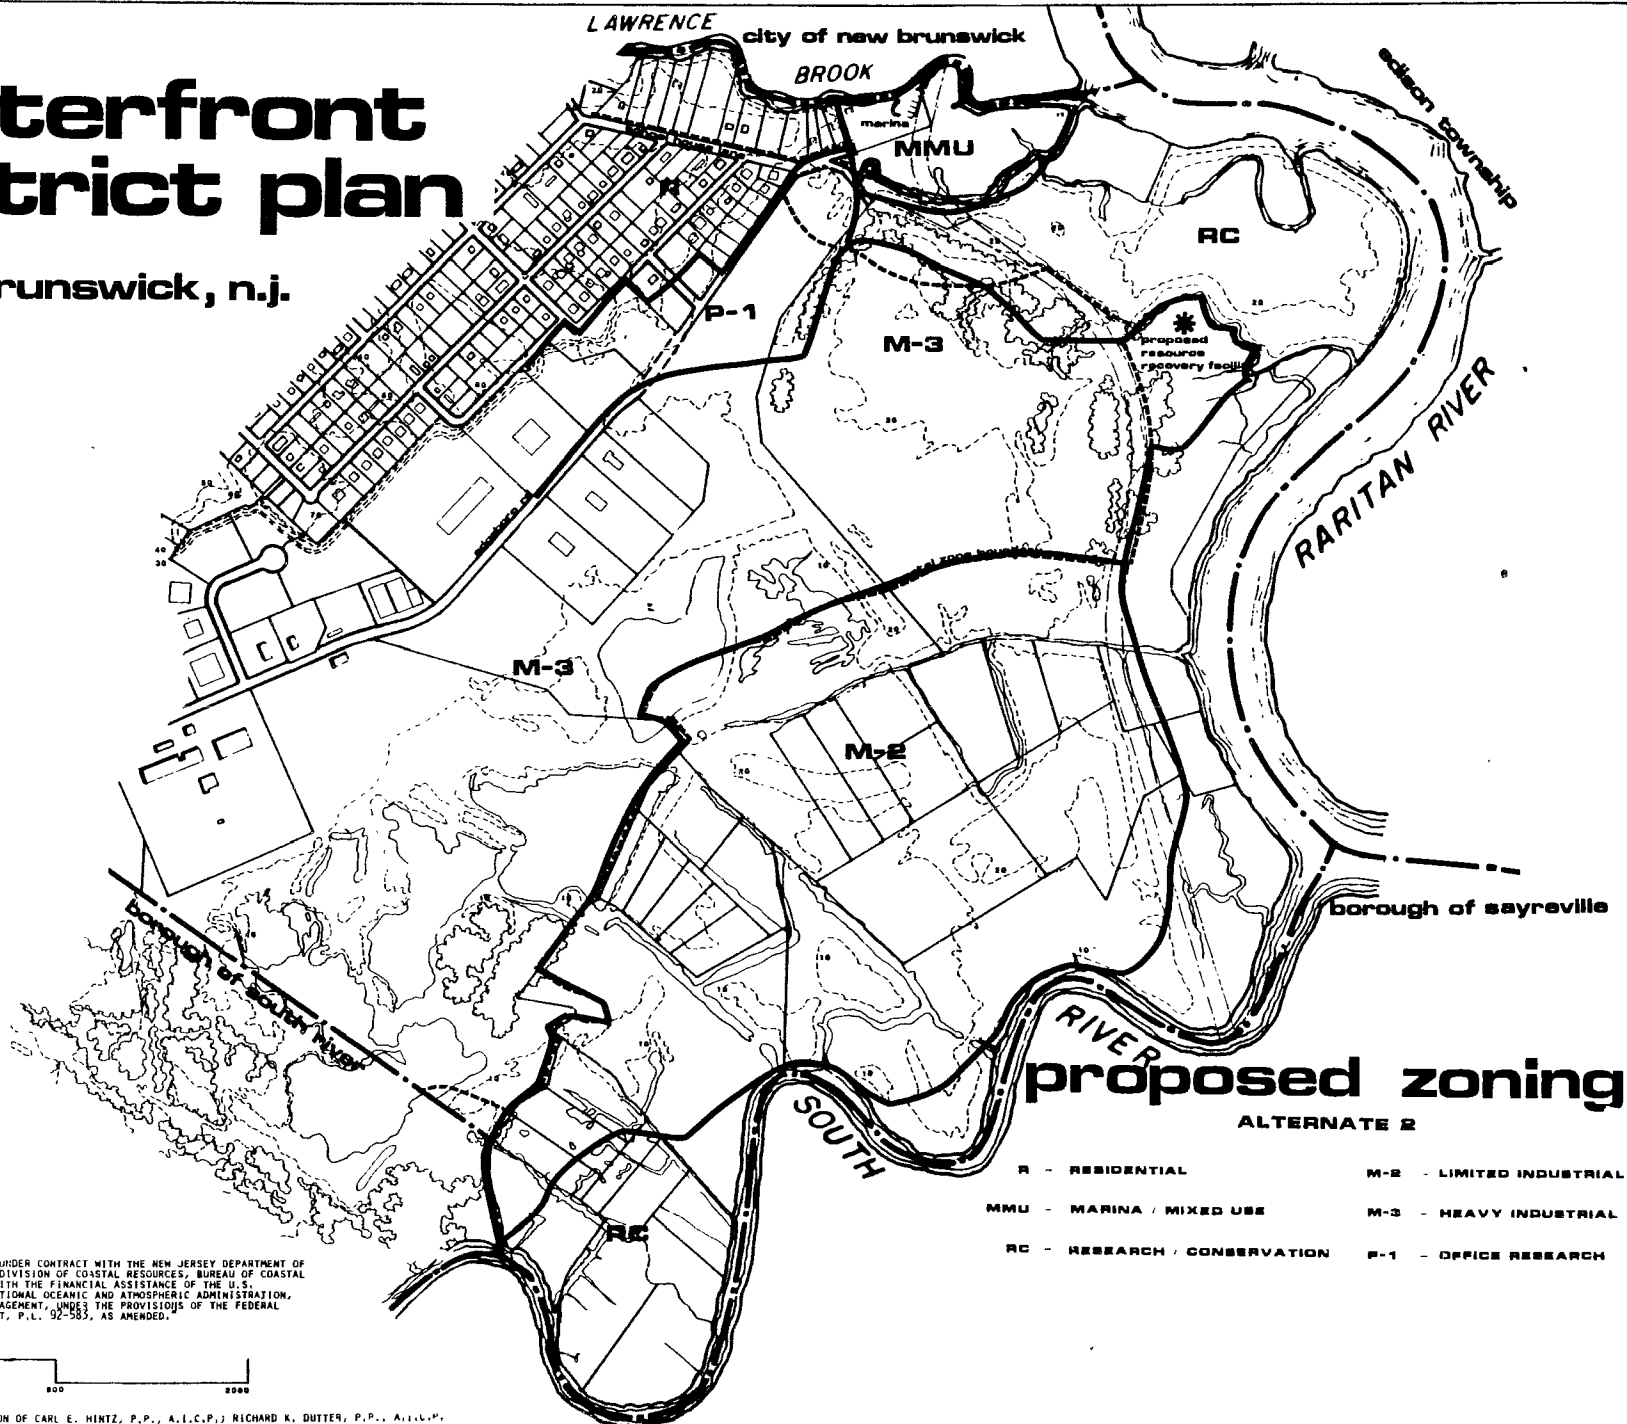 LAWRENCE
city of new brunswick
BROOK
edison township
terfront
trict plan
runswick, n.j.
marina
MMU
R
RC
P-1
M-3
proposed
resource
recovery facili
RARITAN RIVER
M-3
M-2
borough of sayreville
borough of south river
RIVER
SOUTH
RC
proposed zoning
ALTERNATE 2
R - RESIDENTIAL
MMU - MARINA / MIXED USE
RC - RESEARCH / CONSERVATION
M-2 - LIMITED INDUSTRIAL
M-3 - HEAVY INDUSTRIAL
P-1 - OFFICE RESEARCH
UNDER CONTRACT WITH THE NEW JERSEY DEPARTMENT OF
DIVISION OF COASTAL RESOURCES, BUREAU OF COASTAL
ITH THE FINANCIAL ASSISTANCE OF THE U.S.
TIONAL OCEANIC AND ATMOSPHERIC ADMINISTRATION,
AGEMENT, UNDER THE PROVISIONS OF THE FEDERAL
T, P.L. 92-583, AS AMENDED.
800
2000
ON OF CARL E. HINTZ, P.P., A.I.C.P.; RICHARD K. DUTTER, P.P., A.I.C.P.